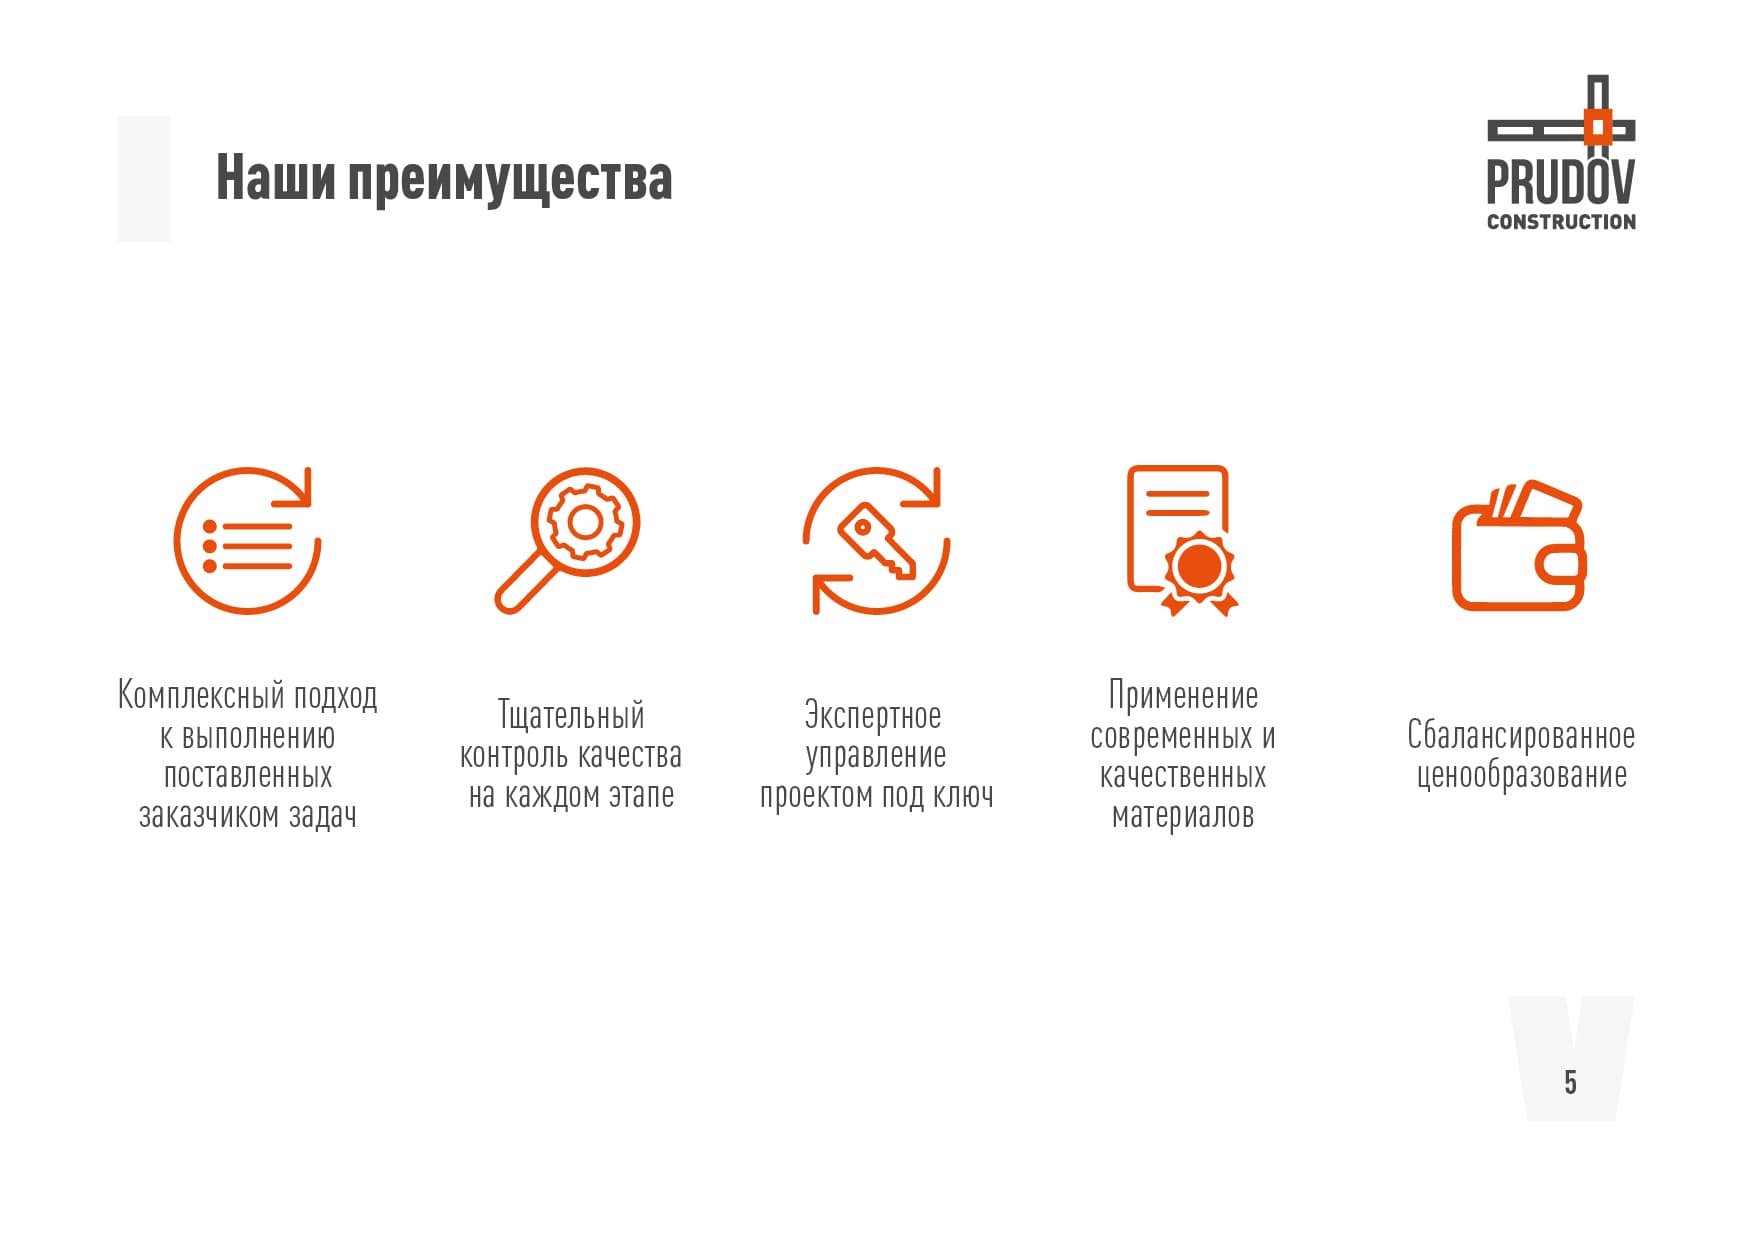 Наши преимущества
PRUDOV
CONSTRUCTION
Комплексный подход
к выполнению
поставленных
заказчиком задач
Тщательный
контроль качества
на каждом этапе
Экспертное
управление
проектом под ключ
Применение
современных и
качественных
материалов
Сбалансированное
ценообразование
5